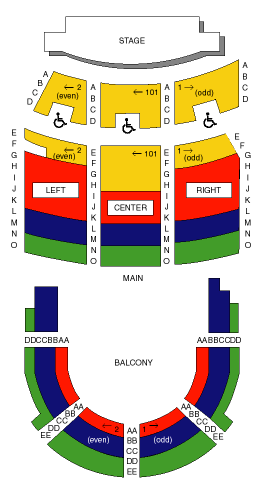 STAGE
A A
B B
C C
D D
← 2 (even)
A
B
C
D
← 101
A
B
C
D
1 → (odd)
E E
F F
G G
H H
I I
J J
K K
L L
M M
N N
O O
← 2 (even)
E E
F F
G G
H H
I I
J J
K K
L L
M M
N N
O O
← 101
1 → (odd)
LEFT
CENTER
RIGHT
MAIN
BALCONY
DDCCBBAA
AABBCCDD
AA AA
BB BB
CC CC
DD DD
EE EE
← 2
(even)
1 →
(odd)
AA
BB
CC
DD
EE